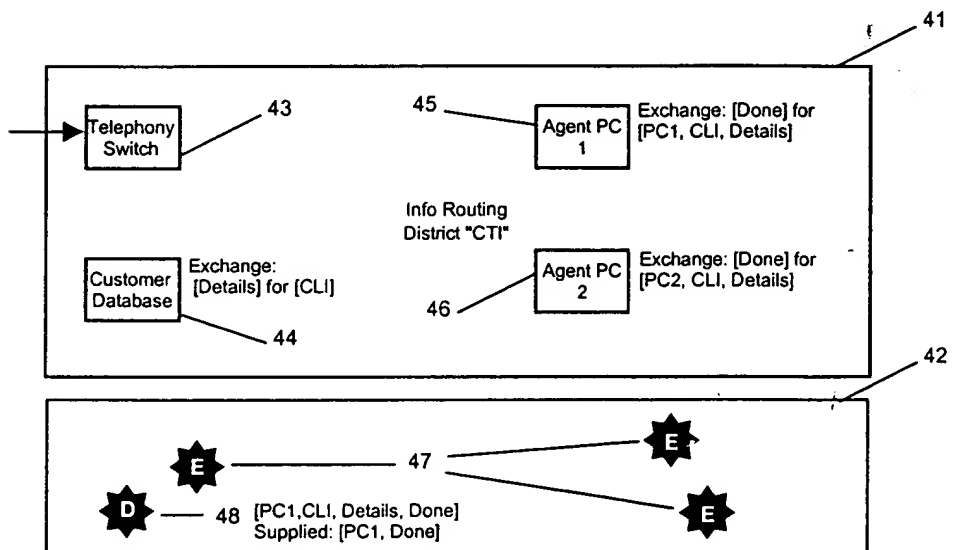 41
Telephony
Switch
43
45
Agent PC
1
Exchange: [Done] for
[PC1, CLI, Details]
Info Routing
District "CTI"
Customer
Database
Exchange:
[Details] for [CLI]
44
46
Agent PC
2
Exchange: [Done] for
[PC2, CLI, Details]
42
E
47
E
D
48
[PC1,CLI, Details, Done]
Supplied: [PC1, Done]
E